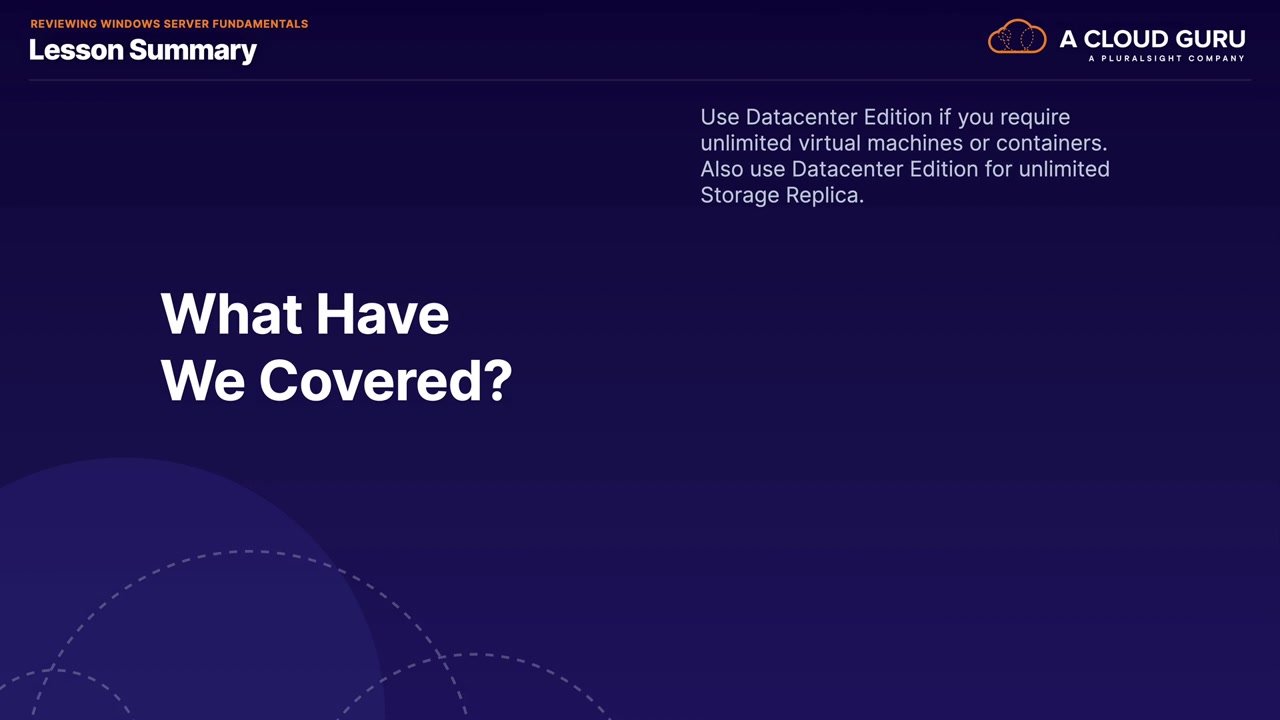 REVIEWING WINDOWS SERVER FUNDAMENTALS
Lesson Summary
A CLOUD GURU
A PLURALSIGHT COMPANY
Use Datacenter Edition if you require
unlimited virtual machines or containers.
Also use Datacenter Edition for unlimited
Storage Replica.
What Have
We Covered?